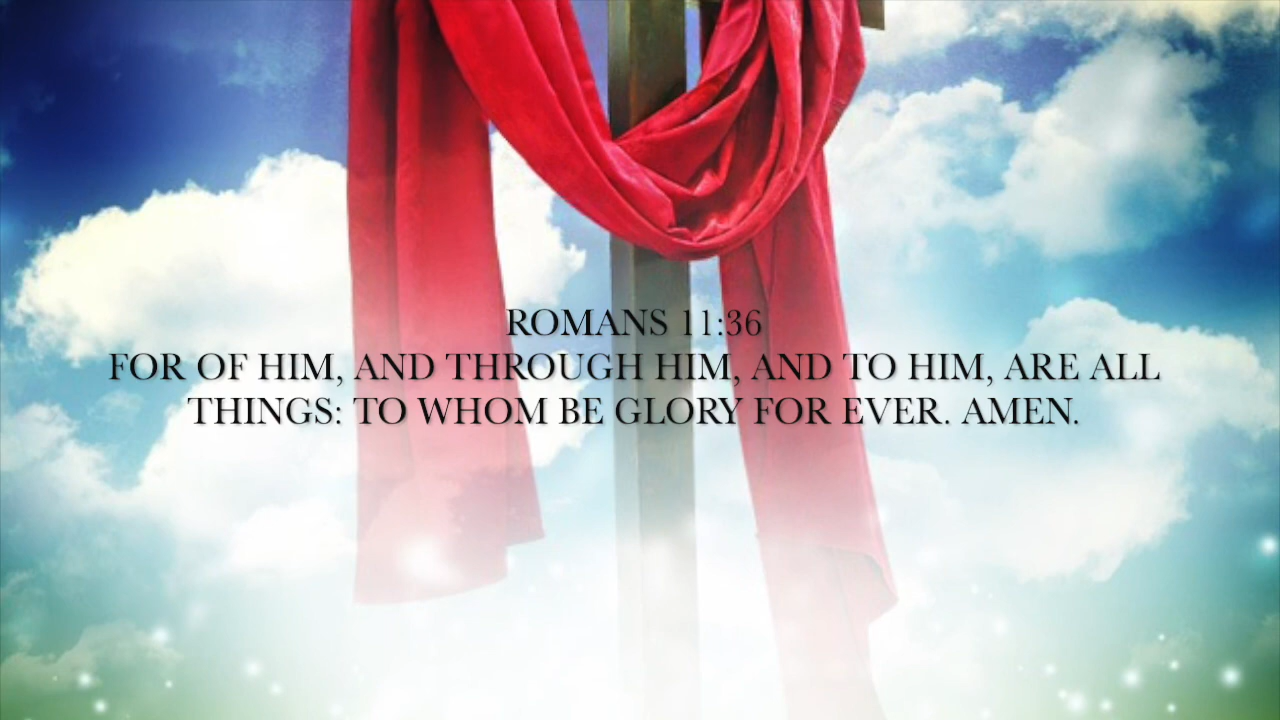 ROMANS 11:36
FOR OF HIM, AND THROUGH HIM, AND TO HIM, ARE ALL
THINGS: TO WHOM BE GLORY FOR EVER. AMEN.